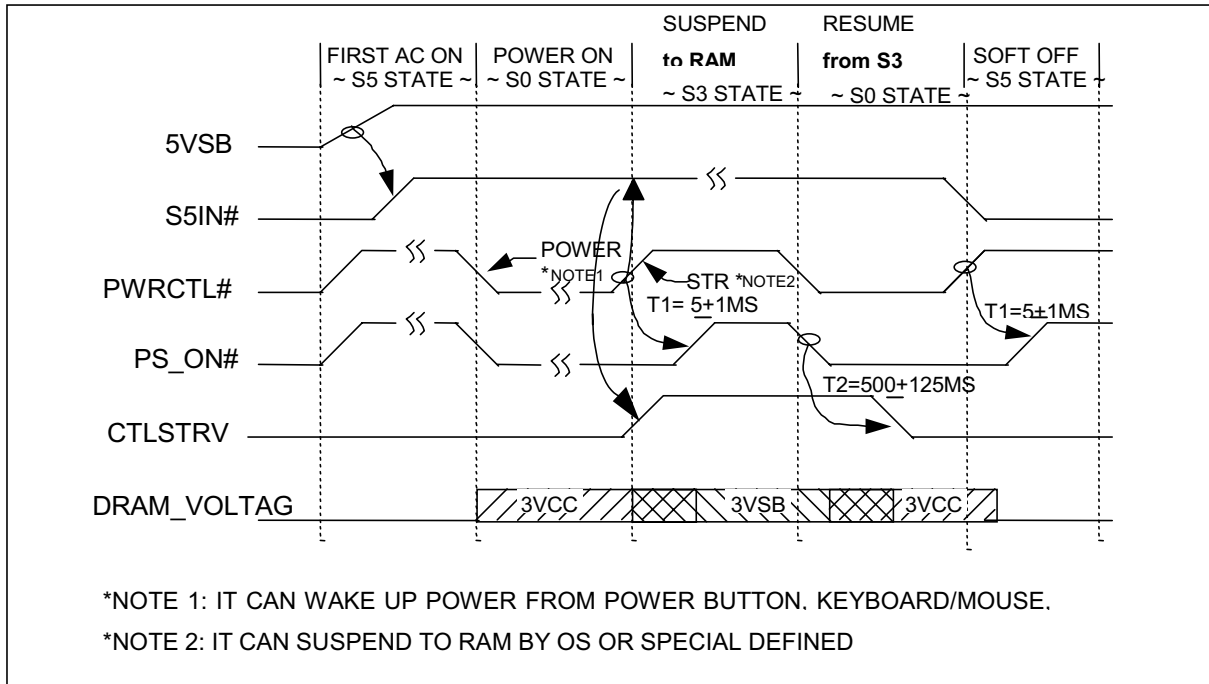 SUSPEND
to RAM
~ S3 STATE ~
RESUME
from S3
~ S0 STATE ~
FIRST AC ON
~ S5 STATE ~
POWER ON
~ S0 STATE ~
SOFT OFF
~ S5 STATE ~
5VSB
S5IN#
PWRCTL#
POWER
*NOTE1
STR *NOTE2
T1= 5+1MS
T1=5+1MS
PS_ON#
T2=500+125MS
CTLSTRV
DRAM_VOLTAG
3VCC
3VSB
3VCC
*NOTE 1: IT CAN WAKE UP POWER FROM POWER BUTTON, KEYBOARD/MOUSE,
*NOTE 2: IT CAN SUSPEND TO RAM BY OS OR SPECIAL DEFINED